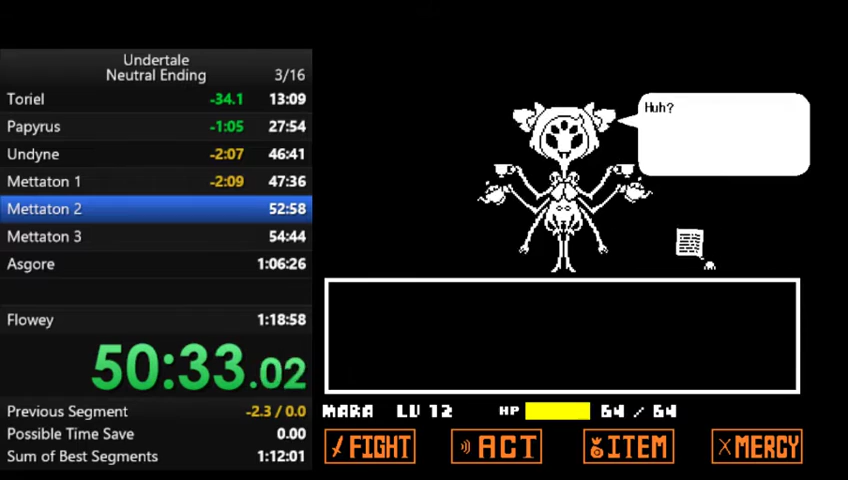 Undertale
Neutral Ending 3/16
Toriel -34.1 13:09
Papyrus -1:05 27:54
Undyne -2:07 46:41
Mettaton 1 -2:09 47:36
Mettaton 2 52:58
Mettaton 3 54:44
Asgore 1:06:26
Flowey 1:18:58
50:33.02
Previous Segment -2.3 / 0.0
Possible Time Save 0.00
Sum of Best Segments 1:12:01
Huh?
MARA LV 12 HP 64 / 64
FIGHT ACT ITEM MERCY